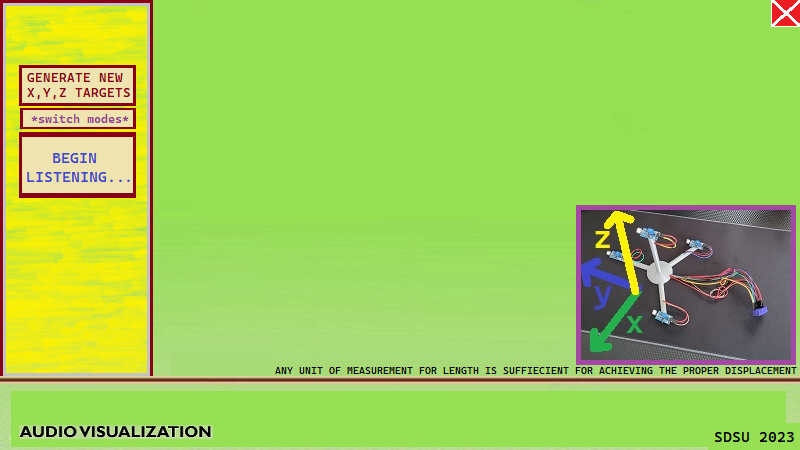 GENERATE NEW
X,Y,Z TARGETS
*switch modes*
BEGIN
LISTENING...
z
y
x
ANY UNIT OF MEASUREMENT FOR LENGTH IS SUFFIECIENT FOR ACHIEVING THE PROPER DISPLACEMENT
AUDIO VISUALIZATION
SDSU 2023